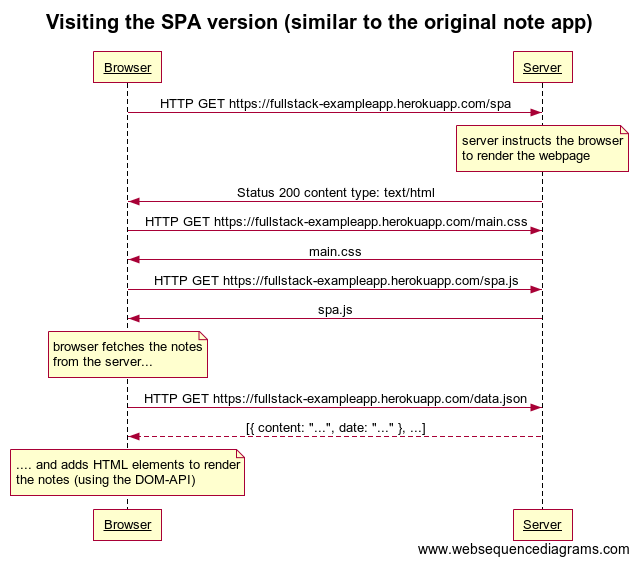 Visiting the SPA version (similar to the original note app)
Browser
Server
HTTP GET https://fullstack-exampleapp.herokuapp.com/spa
server instructs the browser
to render the webpage
Status 200 content type: text/html
HTTP GET https://fullstack-exampleapp.herokuapp.com/main.css
main.css
HTTP GET https://fullstack-exampleapp.herokuapp.com/spa.js
spa.js
browser fetches the notes
from the server...
HTTP GET https://fullstack-exampleapp.herokuapp.com/data.json
[{ content: "...", date: "..." }, ...]
.... and adds HTML elements to render
the notes (using the DOM-API)
Browser
Server
www.websequencediagrams.com